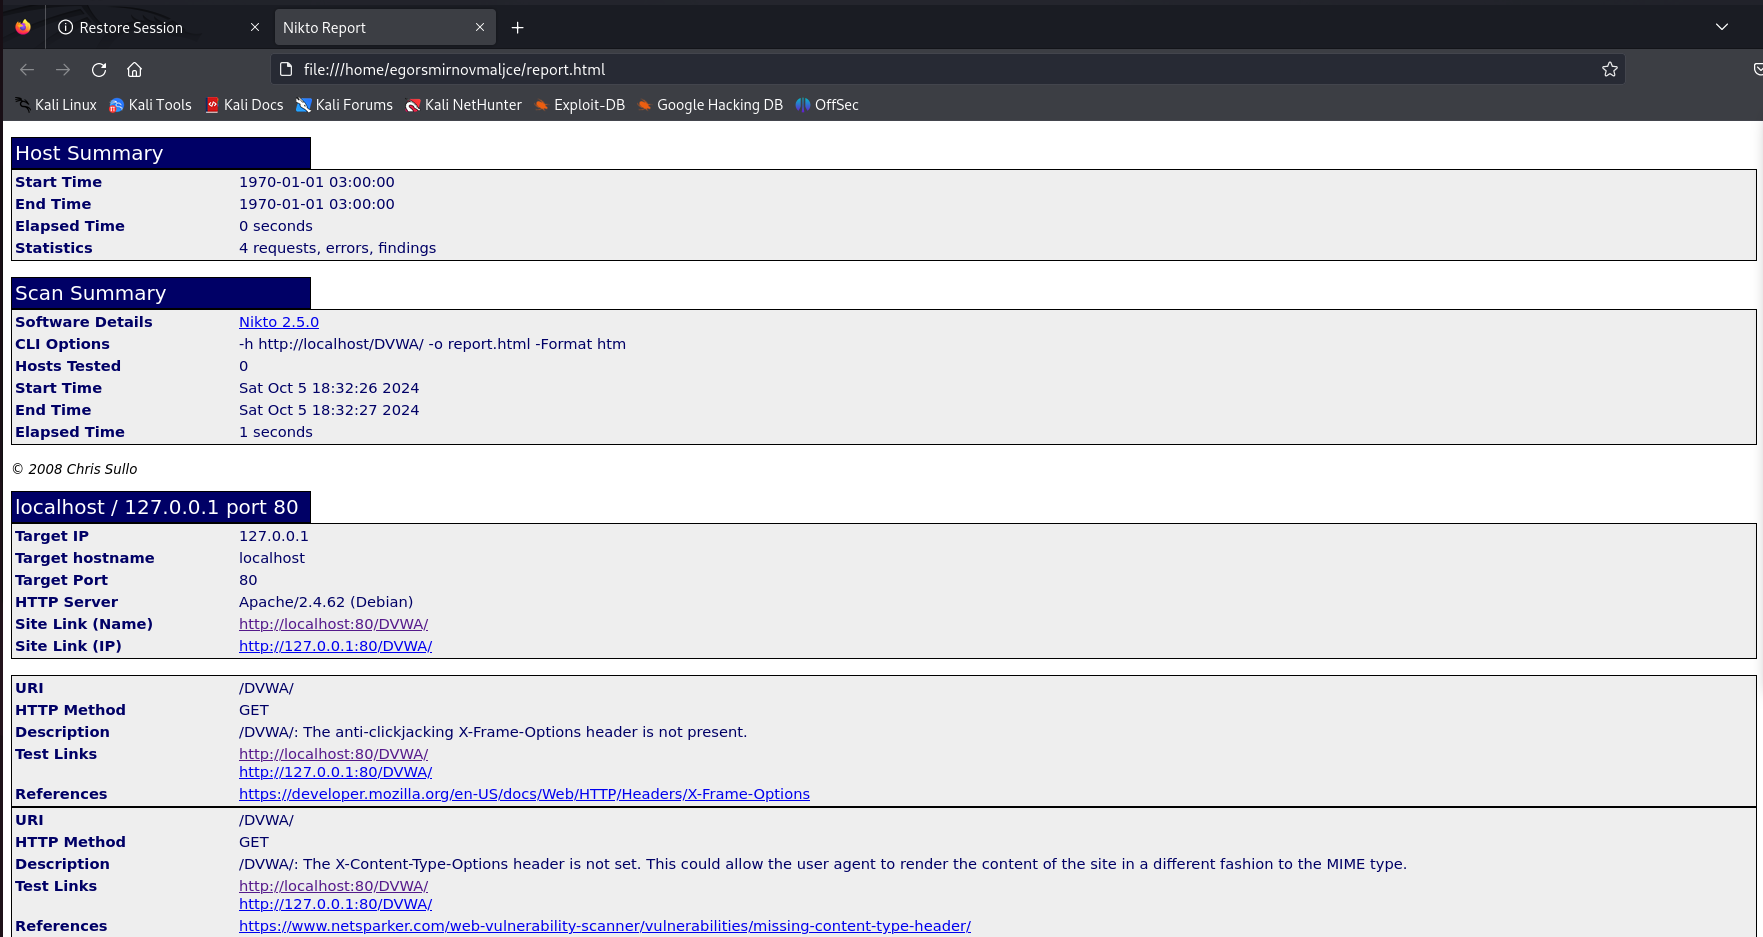 Restore Session
Nikto Report
file:///home/egorsmirnovmaljce/report.html
Kali Linux Kali Tools Kali Docs Kali Forums Kali NetHunter Exploit-DB Google Hacking DB OffSec
Host Summary
Start Time 1970-01-01 03:00:00
End Time 1970-01-01 03:00:00
Elapsed Time 0 seconds
Statistics 4 requests, errors, findings
Scan Summary
Software Details Nikto 2.5.0
CLI Options -h http://localhost/DVWA/ -o report.html -Format htm
Hosts Tested 0
Start Time Sat Oct 5 18:32:26 2024
End Time Sat Oct 5 18:32:27 2024
Elapsed Time 1 seconds
© 2008 Chris Sullo
localhost / 127.0.0.1 port 80
Target IP 127.0.0.1
Target hostname localhost
Target Port 80
HTTP Server Apache/2.4.62 (Debian)
Site Link (Name) http://localhost:80/DVWA/
Site Link (IP) http://127.0.0.1:80/DVWA/
URI /DVWA/
HTTP Method GET
Description /DVWA/: The anti-clickjacking X-Frame-Options header is not present.
Test Links http://localhost:80/DVWA/
http://127.0.0.1:80/DVWA/
References https://developer.mozilla.org/en-US/docs/Web/HTTP/Headers/X-Frame-Options
URI /DVWA/
HTTP Method GET
Description /DVWA/: The X-Content-Type-Options header is not set. This could allow the user agent to render the content of the site in a different fashion to the MIME type.
Test Links http://localhost:80/DVWA/
http://127.0.0.1:80/DVWA/
References https://www.netsparker.com/web-vulnerability-scanner/vulnerabilities/missing-content-type-header/